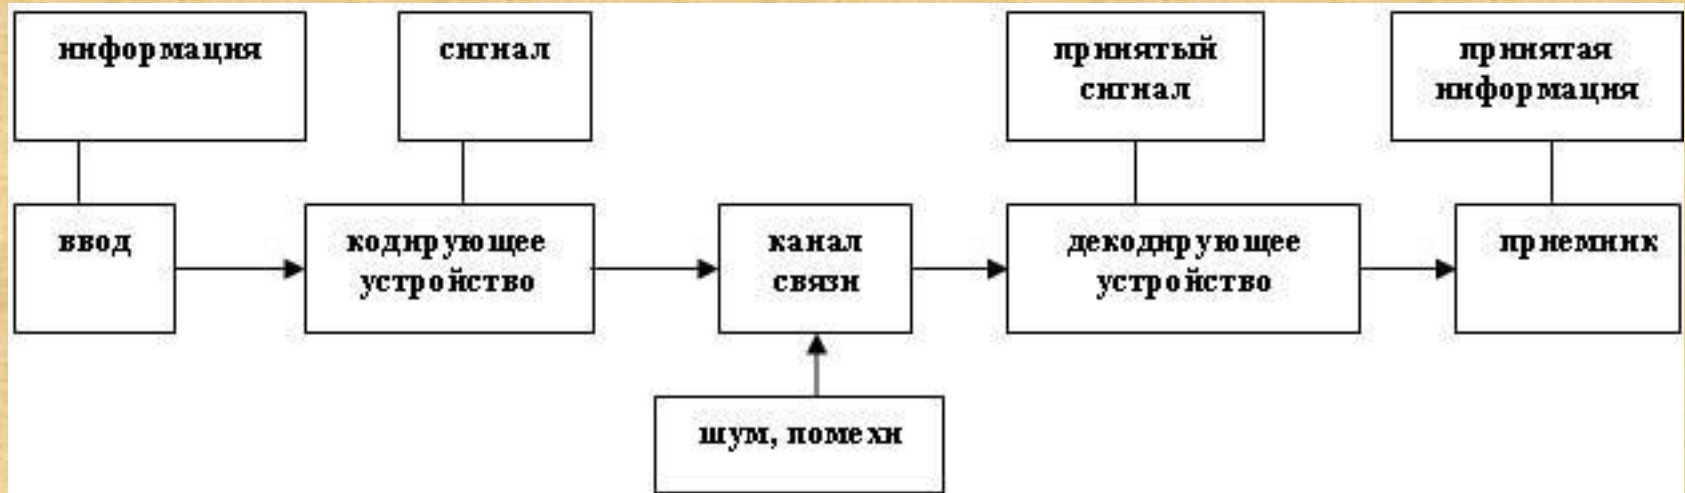 информация
сигнал
принятый
сигнал
принятая
информация
ввод
кодирующее
устройство
канал
связи
декодирующее
устройство
приемник
шум, помехи